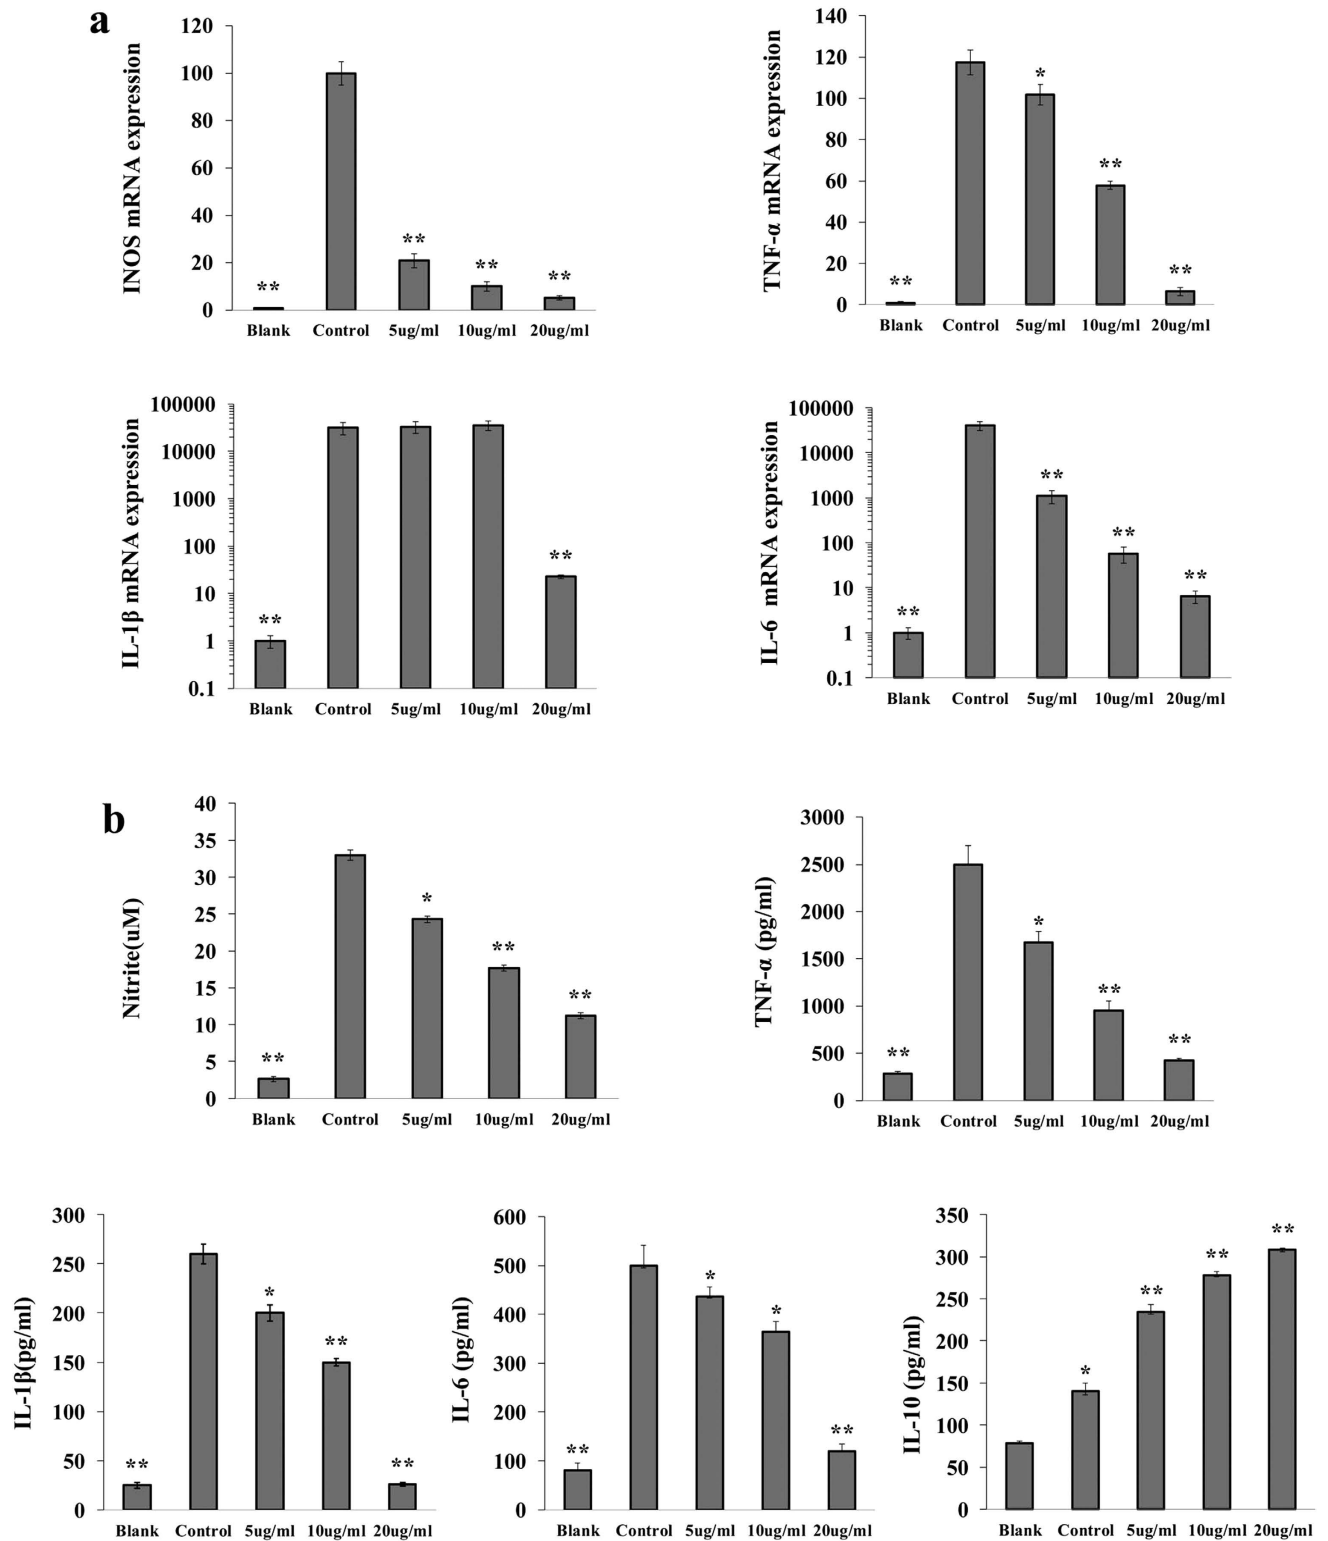 a
INOS mRNA expression
120
100
80
60
40
20
0
** ** ** **
Blank Control 5ug/ml 10ug/ml 20ug/ml
TNF-α mRNA expression
140
120
100
80
60
40
20
0
** * ** **
Blank Control 5ug/ml 10ug/ml 20ug/ml
IL-1β mRNA expression
100000
10000
1000
100
10
1
0.1
** **
Blank Control 5ug/ml 10ug/ml 20ug/ml
IL-6 mRNA expression
100000
10000
1000
100
10
1
0.1
** ** ** **
Blank Control 5ug/ml 10ug/ml 20ug/ml
b
Nitrite(uM)
40
35
30
25
20
15
10
5
0
** * ** **
Blank Control 5ug/ml 10ug/ml 20ug/ml
TNF-α (pg/ml)
3000
2500
2000
1500
1000
500
0
** * ** **
Blank Control 5ug/ml 10ug/ml 20ug/ml
IL-1β(pg/ml)
300
250
200
150
100
50
0
** * ** **
Blank Control 5ug/ml 10ug/ml 20ug/ml
IL-6 (pg/ml)
600
500
400
300
200
100
0
** * * **
Blank Control 5ug/ml 10ug/ml 20ug/ml
IL-10 (pg/ml)
350
300
250
200
150
100
50
0
* ** ** **
Blank Control 5ug/ml 10ug/ml 20ug/ml